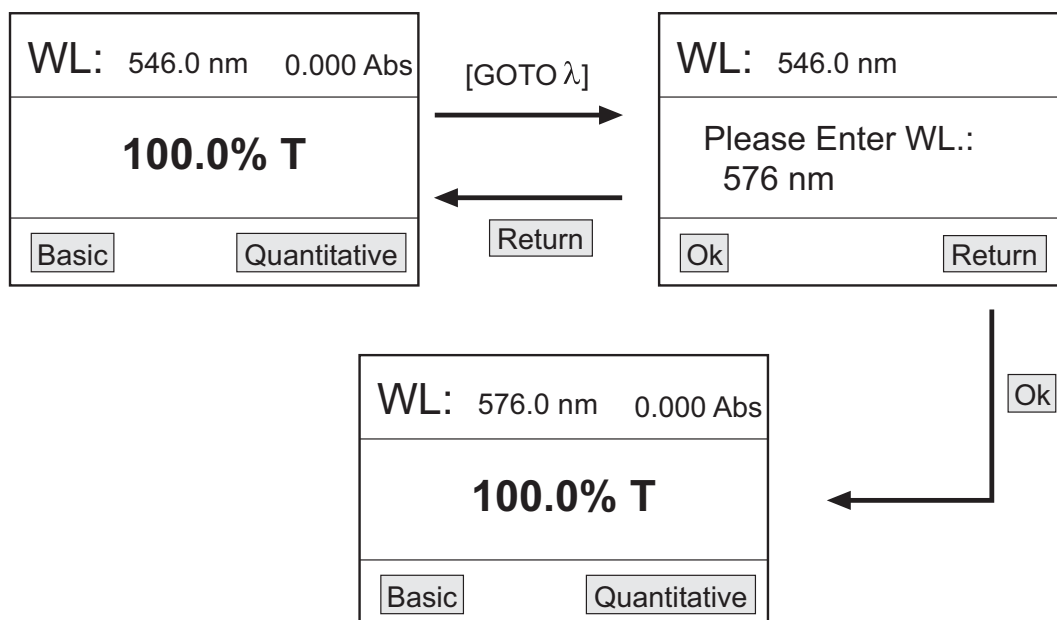 WL: 546.0 nm 0.000 Abs
100.0% T
Basic Quantitative
[GOTO λ]
Return
WL: 546.0 nm
Please Enter WL.:
576 nm
Ok Return
Ok
WL: 576.0 nm 0.000 Abs
100.0% T
Basic Quantitative